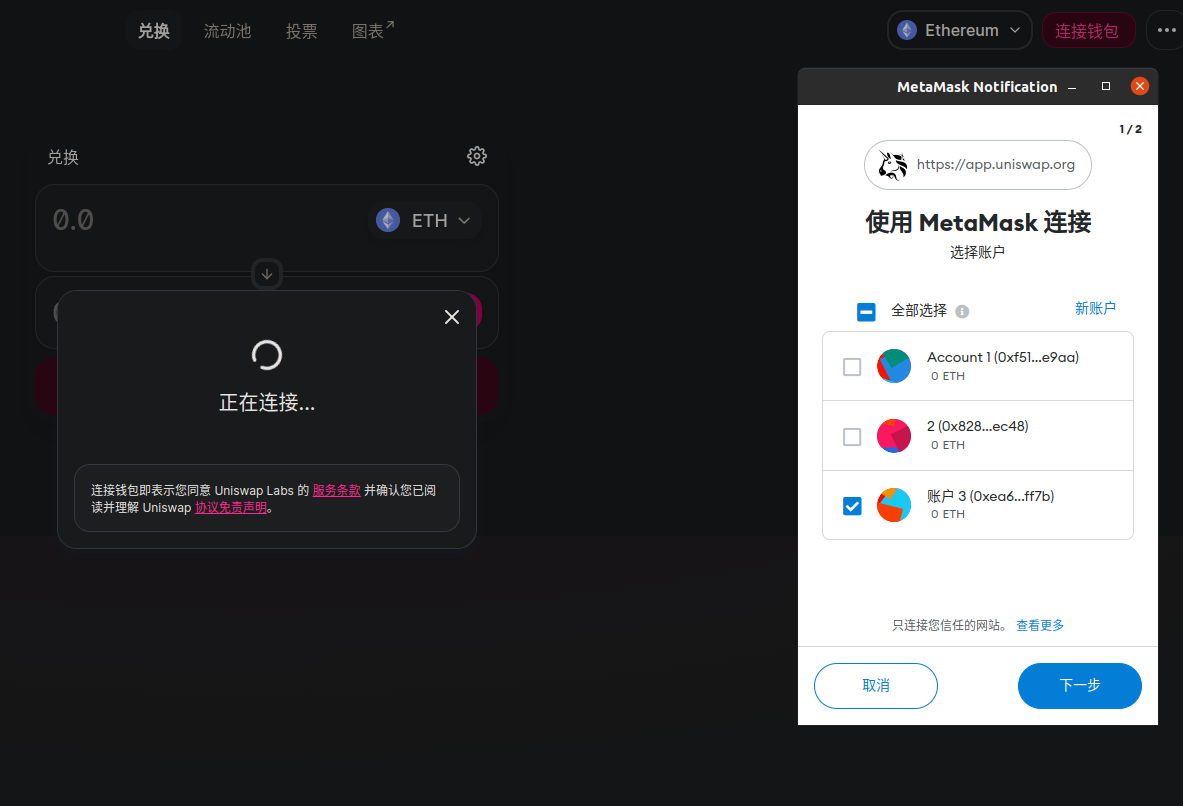 兑换
流动池
投票
图表↗
Ethereum
连接钱包
兑换
0.0
ETH
正在连接...
连接钱包即表示您同意 Uniswap Labs 的 服务条款 并确认您已阅
读并理解 Uniswap 协议免责声明。
MetaMask Notification
1 / 2
https://app.uniswap.org
使用 MetaMask 连接
选择账户
全部选择
新账户
Account 1 (0xf51...e9aa)
0 ETH
2 (0x828...ec48)
0 ETH
账户 3 (0xea6...ff7b)
0 ETH
只连接您信任的网站。 查看更多
取消
下一步